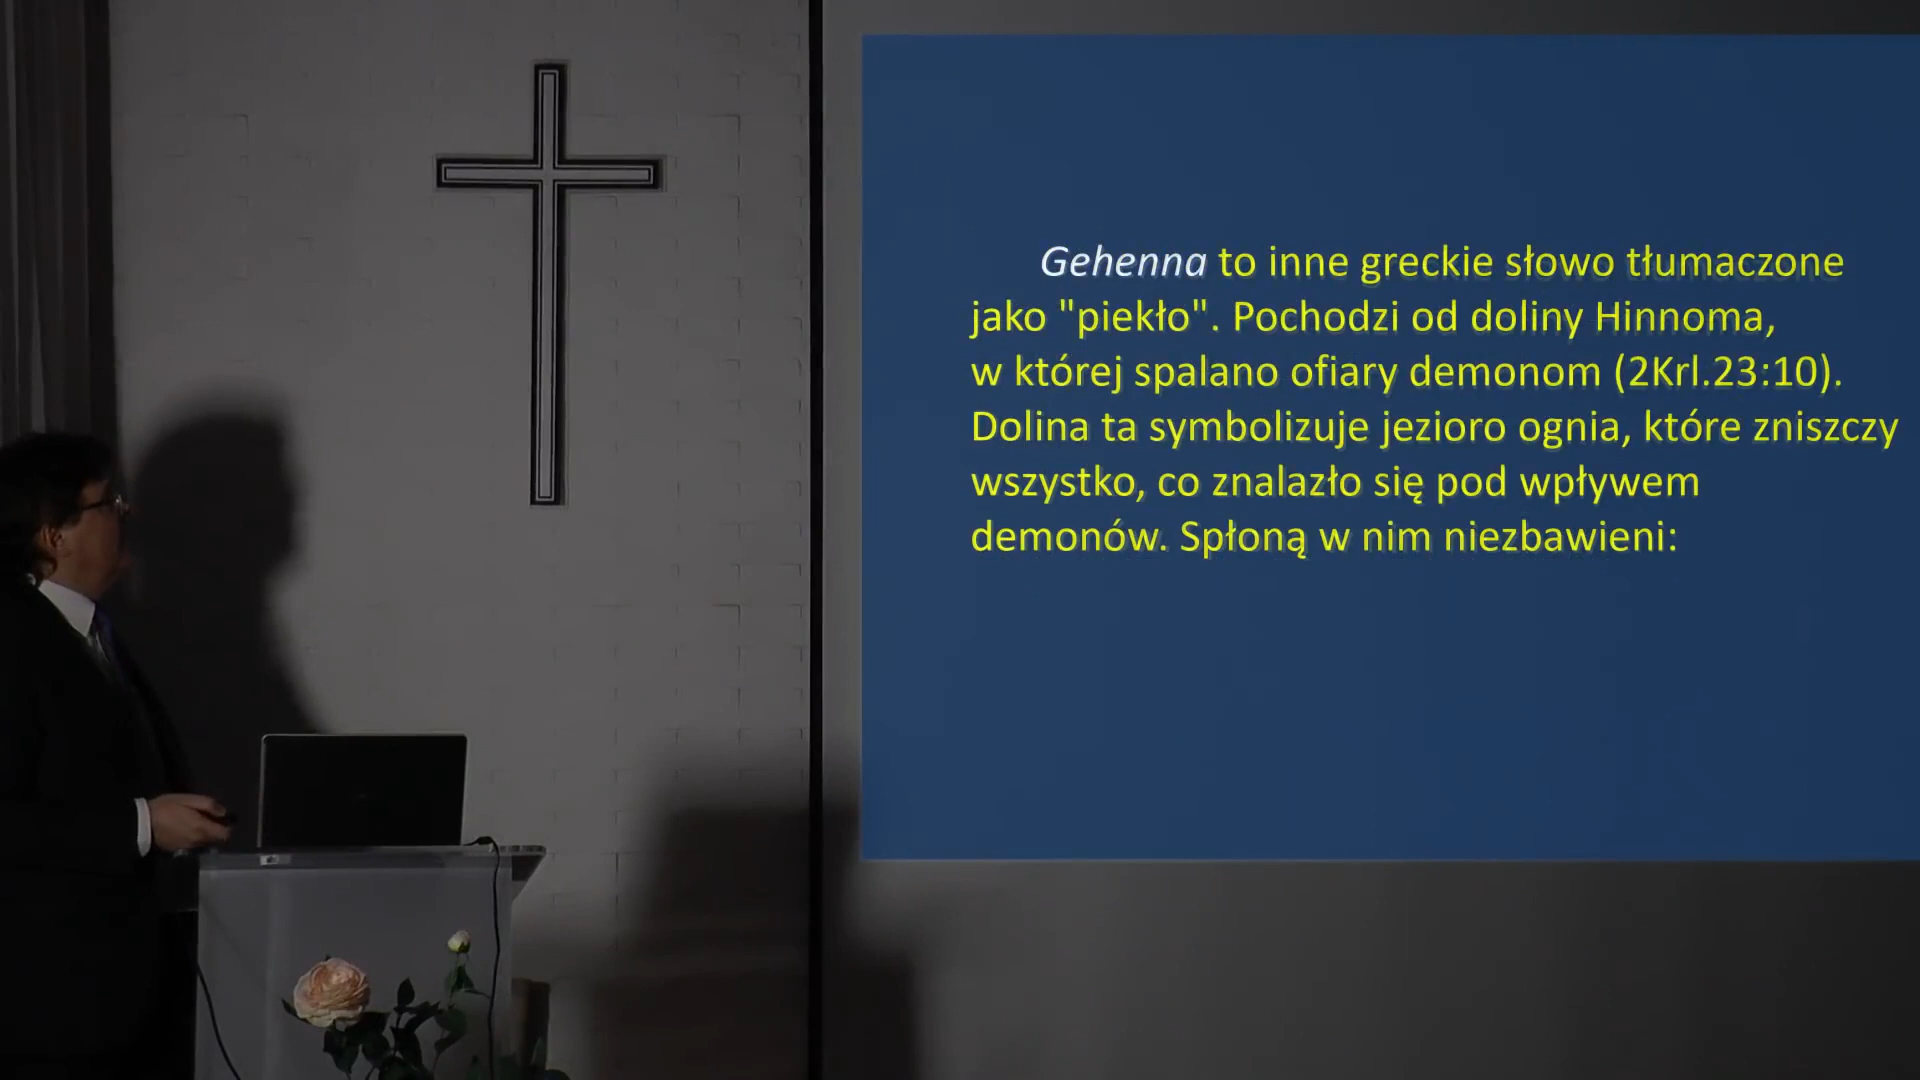 Gehenna to inne greckie słowo tłumaczone
jako "piekło". Pochodzi od doliny Hinnoma,
w której spalano ofiary demonom (2Krl.23:10).
Dolina ta symbolizuje jezioro ognia, które zniszczy
wszystko, co znalazło się pod wpływem
demonów. Spłoną w nim niezbawieni: